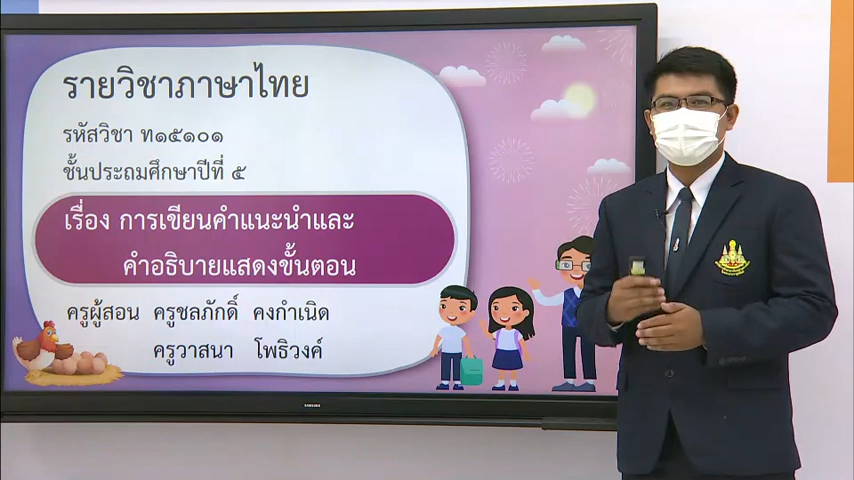 รายวิชาภาษาไทย
รหัสวิชา ท๑๕๑๐๑
ชั้นประถมศึกษาปีที่ ๕
เรื่อง การเขียนคำแนะนำและ
คำอธิบายแสดงขั้นตอน
ครูผู้สอน ครูชลภักดิ์ คงกำเนิด
ครูวาสนา โพธิวงค์
SAMSUNG